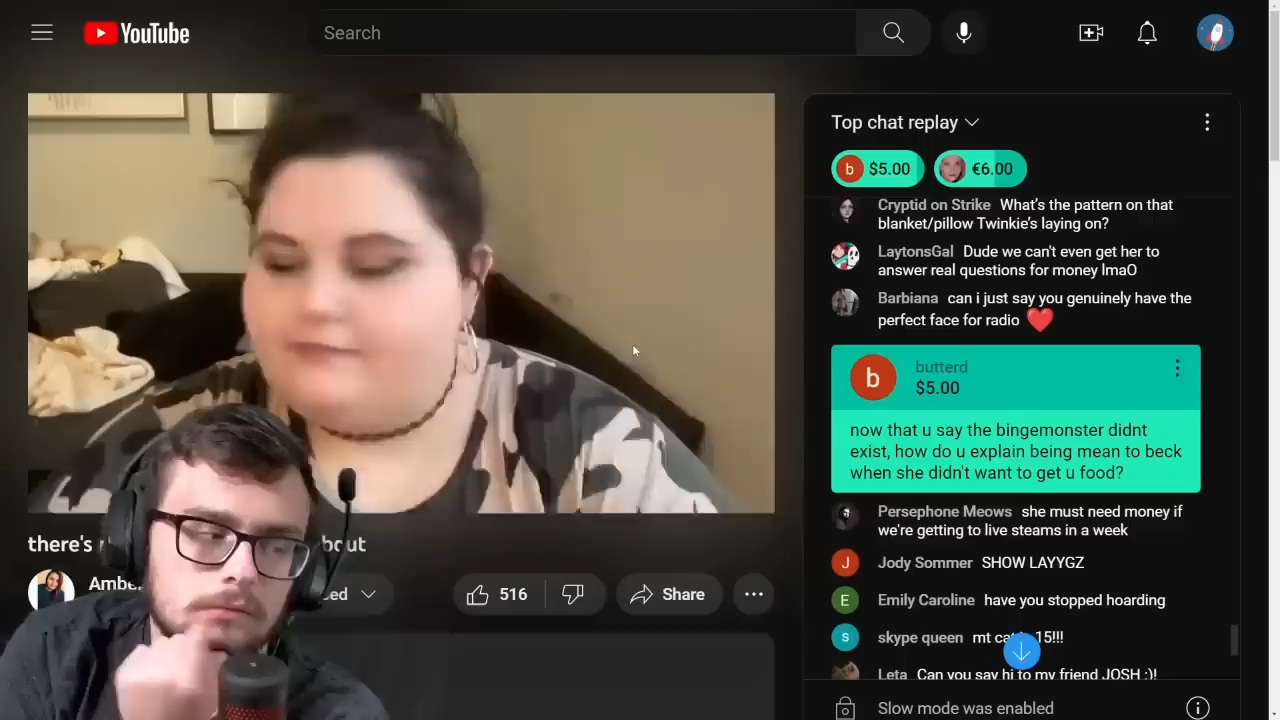 YouTube
Search
Top chat replay
b $5.00 €6.00
Cryptid on Strike What's the pattern on that
blanket/pillow Twinkie's laying on?
LaytonsGal Dude we can't even get her to
answer real questions for money lmaO
Barbiana can i just say you genuinely have the
perfect face for radio
b
butterd
$5.00
now that u say the bingemonster didnt
exist, how do u explain being mean to beck
when she didn't want to get u food?
Persephone Meows she must need money if
we're getting to live steams in a week
J Jody Sommer SHOW LAYYGZ
E Emily Caroline have you stopped hoarding
s skype queen mt 15!!!
Leta Can you say hi to my friend JOSH :)!
Slow mode was enabled
there's
516
Share